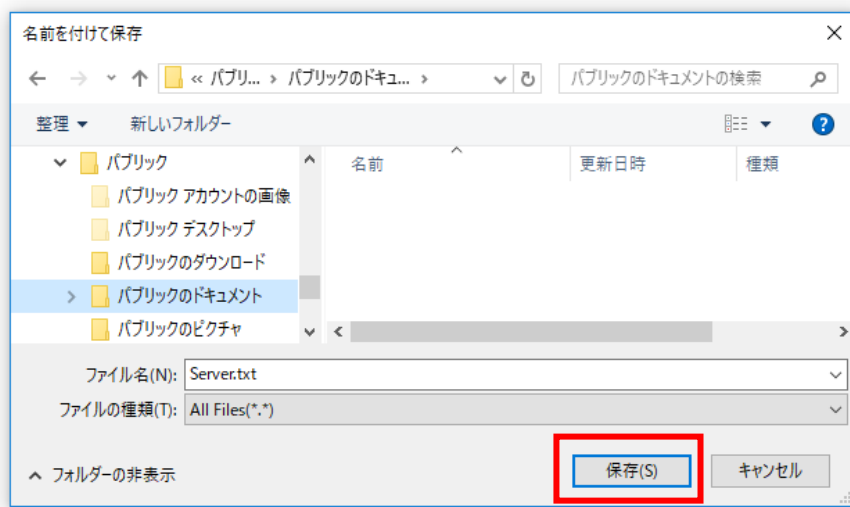 名前を付けて保存
« パブリ... › パブリックのドキュ... ›
パブリックのドキュメントの検索
整理 新しいフォルダー
?
パブリック
パブリック アカウントの画像
パブリック デスクトップ
パブリックのダウンロード
パブリックのドキュメント
パブリックのピクチャ
名前 更新日時 種類
ファイル名(N): Server.txt
ファイルの種類(T): All Files(*.*)
フォルダーの非表示
保存(S) キャンセル